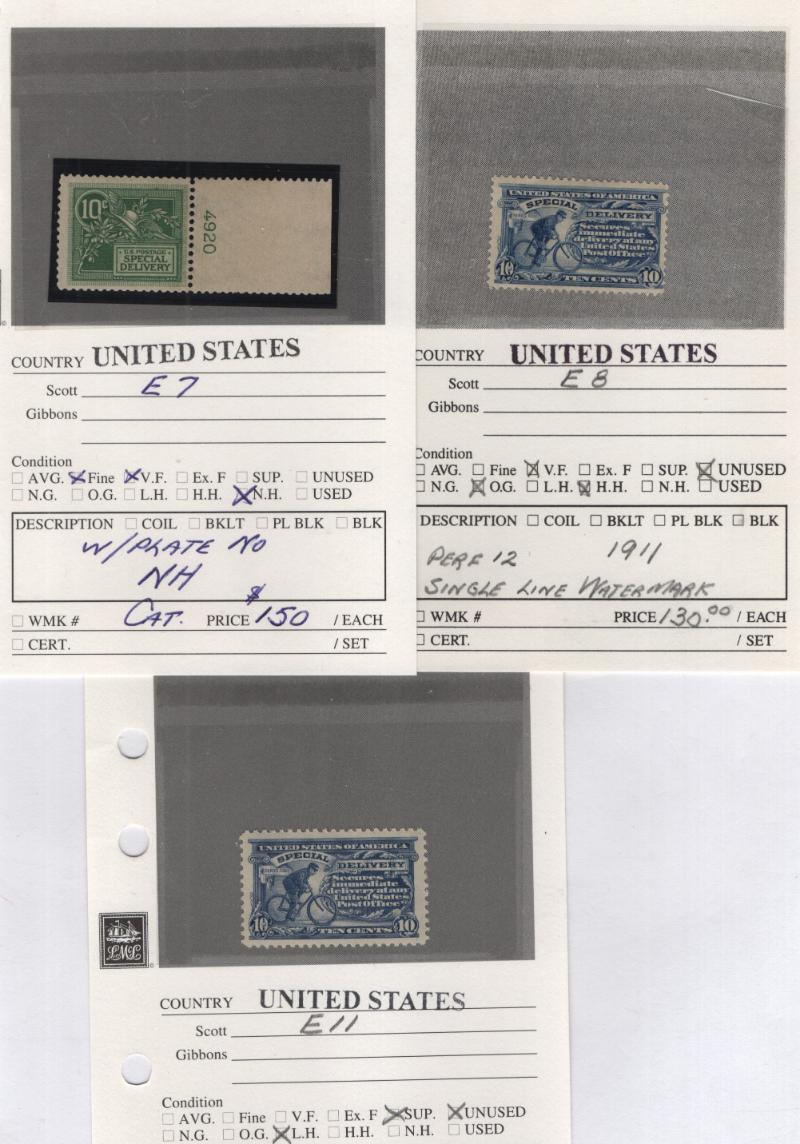 10c
U.S. POSTAGE
SPECIAL
DELIVERY
4920
COUNTRY UNITED STATES
Scott E7
Gibbons
Condition
AVG. Fine V.F. Ex. F SUP. UNUSED
N.G. O.G. L.H. H.H. N.H. USED
DESCRIPTION COIL BKLT PL BLK BLK
W/PLATE NO
NH
WMK # CAT. PRICE $150 / EACH
CERT. / SET
UNITED STATES OF AMERICA
SPECIAL DELIVERY
Secures
immediate
delivery at any
United States
Post Office
10 TEN CENTS 10
COUNTRY UNITED STATES
Scott E8
Gibbons
Condition
AVG. Fine V.F. Ex. F SUP. UNUSED
N.G. O.G. L.H. H.H. N.H. USED
DESCRIPTION COIL BKLT PL BLK BLK
PERF 12 1911
SINGLE LINE WATERMARK
WMK # PRICE 130.00 / EACH
CERT. / SET
UNITED STATES OF AMERICA
SPECIAL DELIVERY
Secures
immediate
delivery at any
United States
Post Office
10 TEN CENTS 10
LML
COUNTRY UNITED STATES
Scott E11
Gibbons
Condition
AVG. Fine V.F. Ex. F SUP. UNUSED
N.G. O.G. L.H. H.H. N.H. USED